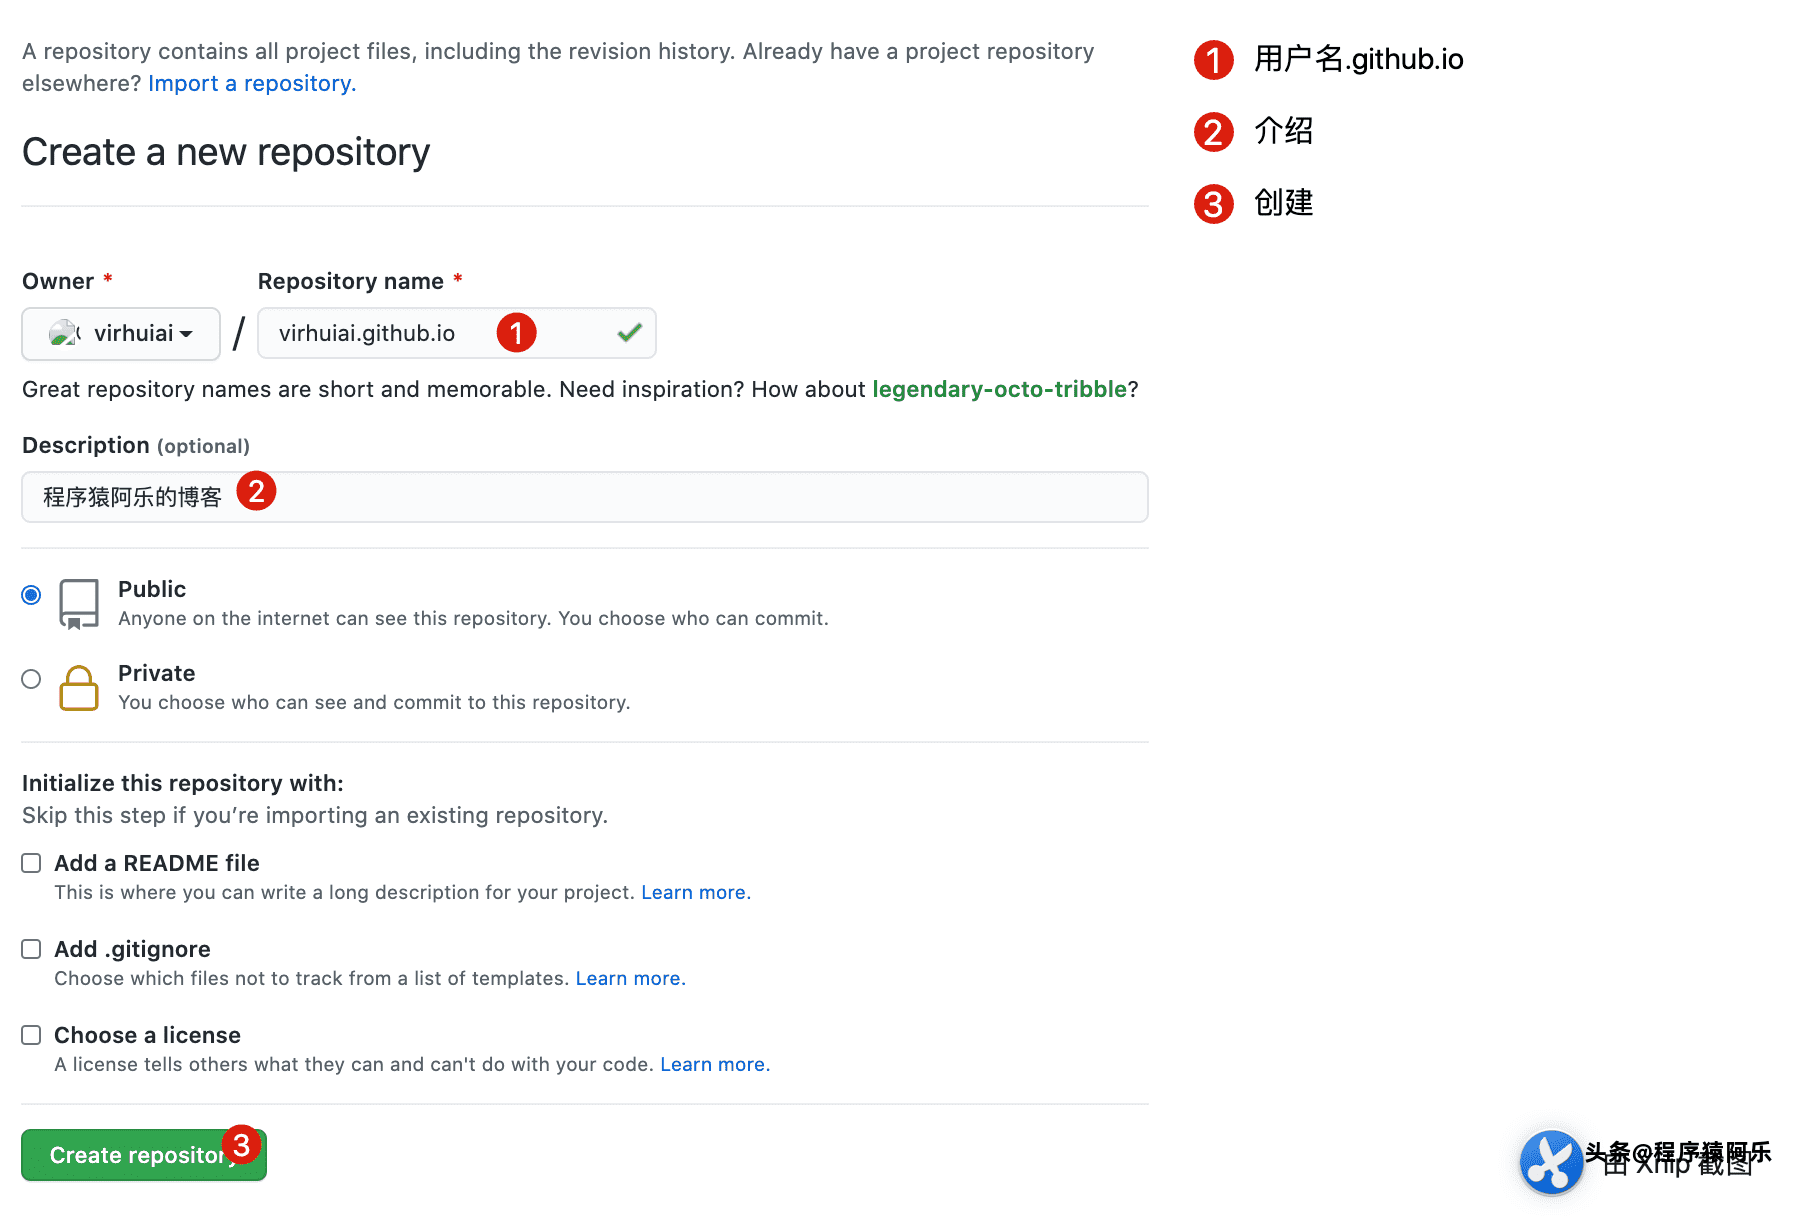 A repository contains all project files, including the revision history. Already have a project repository
elsewhere? Import a repository.
Create a new repository
Owner *
Repository name *
virhuiai
/
virhuiai.github.io
1
Great repository names are short and memorable. Need inspiration? How about legendary-octo-tribble?
Description (optional)
程序猿阿乐的博客
2
Public
Anyone on the internet can see this repository. You choose who can commit.
Private
You choose who can see and commit to this repository.
Initialize this repository with:
Skip this step if you’re importing an existing repository.
Add a README file
This is where you can write a long description for your project. Learn more.
Add .gitignore
Choose which files not to track from a list of templates. Learn more.
Choose a license
A license tells others what they can and can't do with your code. Learn more.
Create repository
3
1 用户名.github.io
2 介绍
3 创建
头条@程序猿阿乐
由 Xnip 截图